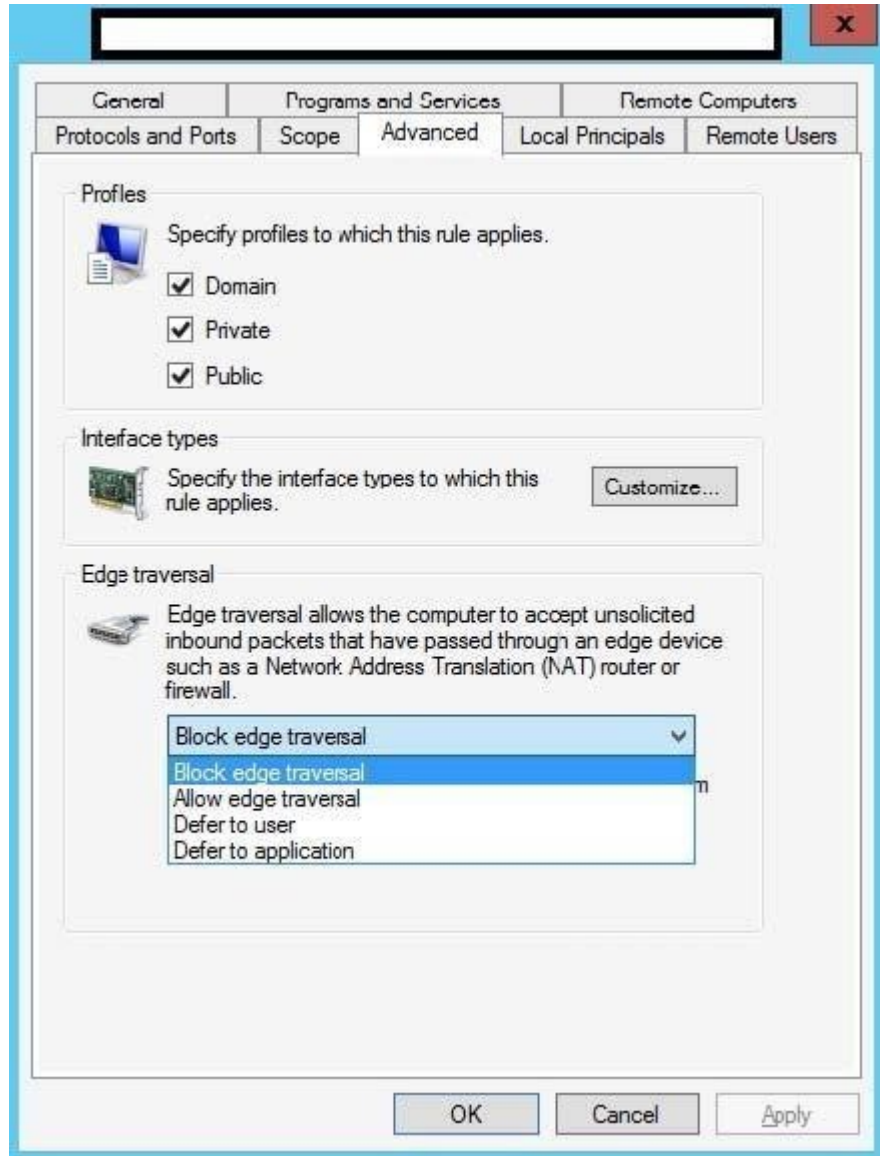 x
General Programs and Services Remote Computers
Protocols and Ports Scope Advanced Local Principals Remote Users
Profiles
Specify profiles to which this rule applies.
Domain
Private
Public
Interface types
Specify the interface types to which this
rule applies.
Customize...
Edge traversal
Edge traversal allows the computer to accept unsolicited
inbound packets that have passed through an edge device
such as a Network Address Translation (NAT) router or
firewall.
Block edge traversal
Block edge traversal
Allow edge traversal
Defer to user
Defer to application
OK Cancel Apply